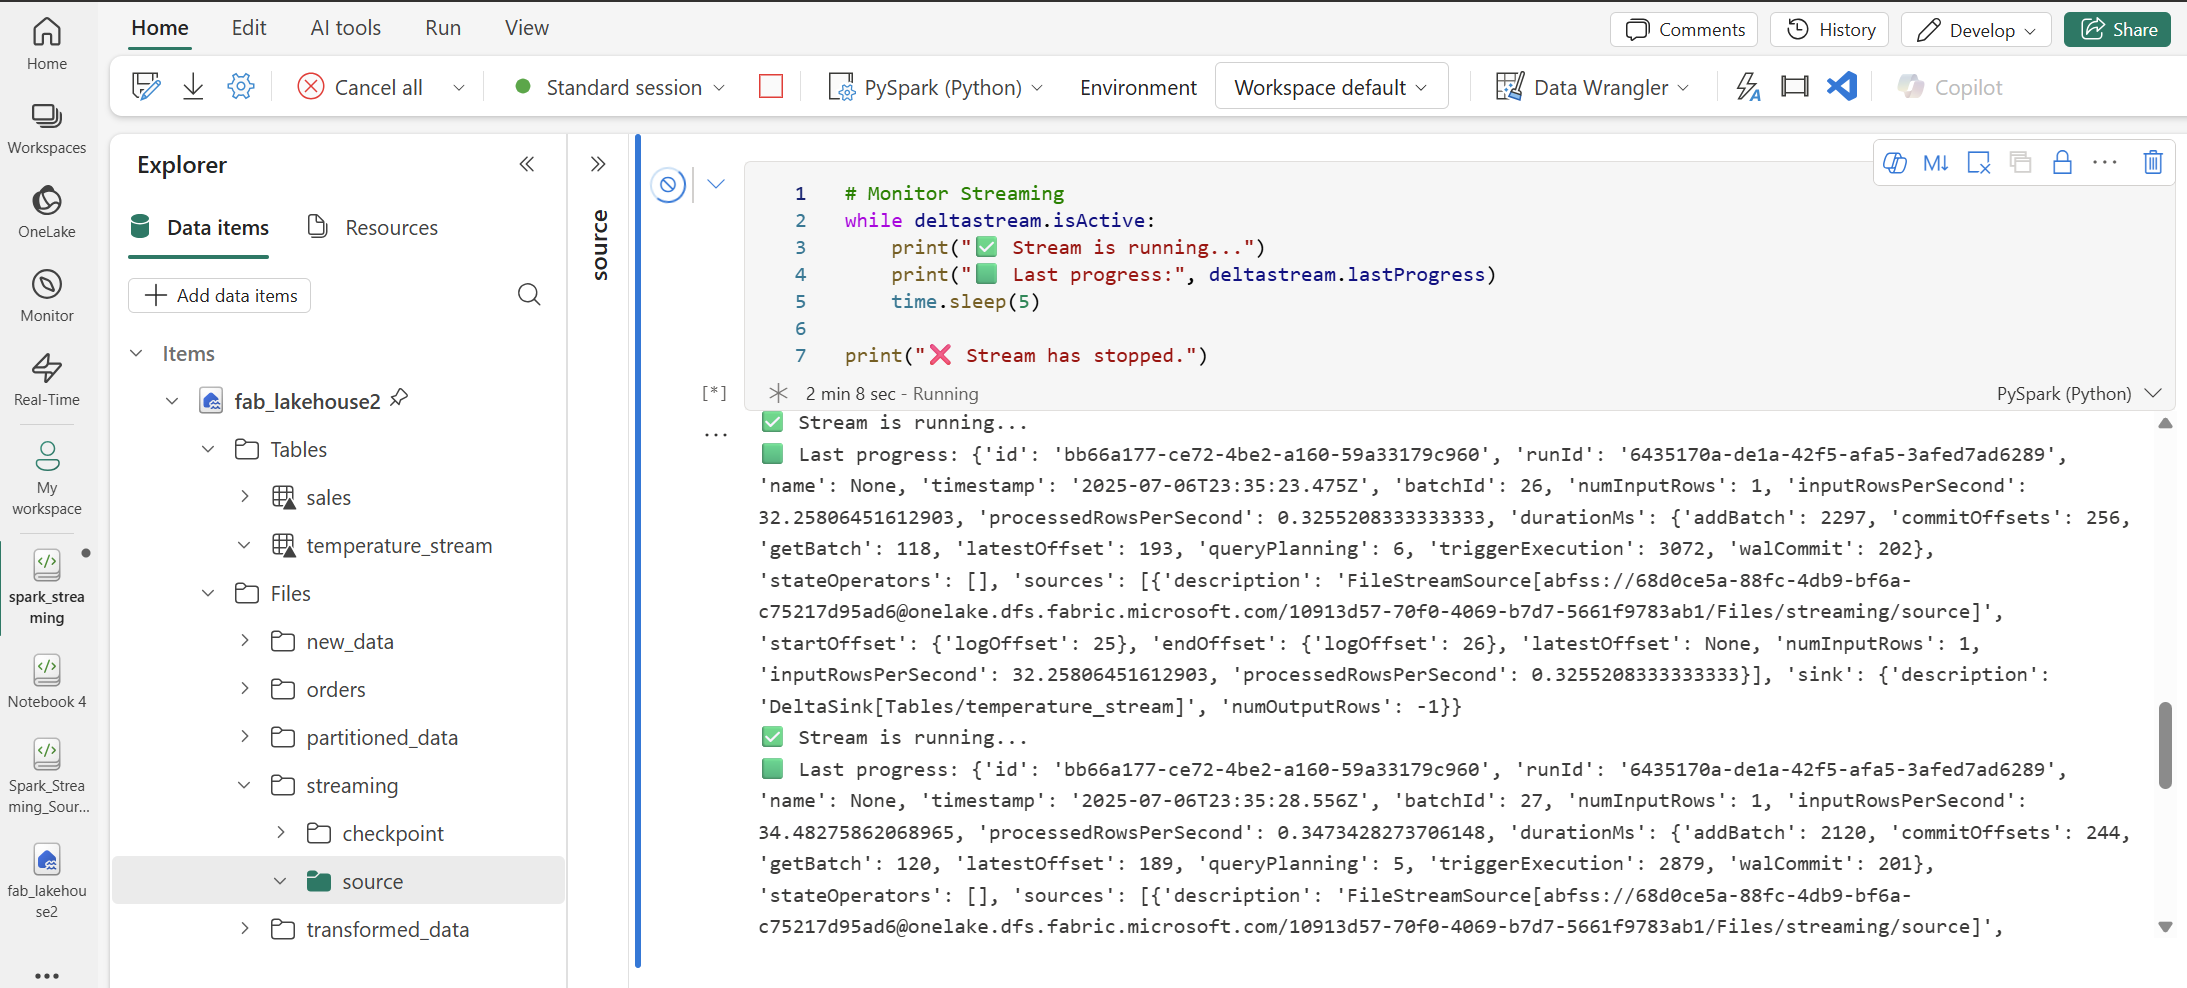 Home
Edit
AI tools
Run
View
Comments
History
Develop
Share
Cancel all
Standard session
PySpark (Python)
Environment
Workspace default
Data Wrangler
Copilot
Home
Workspaces
OneLake
Monitor
Real-Time
My
workspace
spark_strea
ming
Notebook 4
Spark_Strea
ming_Sour...
fab_lakehou
se2
Explorer
Data items
Resources
Add data items
Items
fab_lakehouse2
Tables
sales
temperature_stream
Files
new_data
orders
partitioned_data
streaming
checkpoint
source
transformed_data
source
M↓
1 # Monitor Streaming
2 while deltastream.isActive:
3     print("✅ Stream is running...")
4     print("🟩 Last progress:", deltastream.lastProgress)
5     time.sleep(5)
6
7 print("❌ Stream has stopped.")
[*]
2 min 8 sec - Running
PySpark (Python)
✅ Stream is running...
🟩 Last progress: {'id': 'bb66a177-ce72-4be2-a160-59a33179c960', 'runId': '6435170a-de1a-42f5-afa5-3afed7ad6289',
'name': None, 'timestamp': '2025-07-06T23:35:23.475Z', 'batchId': 26, 'numInputRows': 1, 'inputRowsPerSecond':
32.25806451612903, 'processedRowsPerSecond': 0.3255208333333333, 'durationMs': {'addBatch': 2297, 'commitOffsets': 256,
'getBatch': 118, 'latestOffset': 193, 'queryPlanning': 6, 'triggerExecution': 3072, 'walCommit': 202},
'stateOperators': [], 'sources': [{'description': 'FileStreamSource[abfss://68d0ce5a-88fc-4db9-bf6a-
c75217d95ad6@onelake.dfs.fabric.microsoft.com/10913d57-70f0-4069-b7d7-5661f9783ab1/Files/streaming/source]',
'startOffset': {'logOffset': 25}, 'endOffset': {'logOffset': 26}, 'latestOffset': None, 'numInputRows': 1,
'inputRowsPerSecond': 32.25806451612903, 'processedRowsPerSecond': 0.3255208333333333}], 'sink': {'description':
'DeltaSink[Tables/temperature_stream]', 'numOutputRows': -1}}
✅ Stream is running...
🟩 Last progress: {'id': 'bb66a177-ce72-4be2-a160-59a33179c960', 'runId': '6435170a-de1a-42f5-afa5-3afed7ad6289',
'name': None, 'timestamp': '2025-07-06T23:35:28.556Z', 'batchId': 27, 'numInputRows': 1, 'inputRowsPerSecond':
34.48275862068965, 'processedRowsPerSecond': 0.3473428273706148, 'durationMs': {'addBatch': 2120, 'commitOffsets': 244,
'getBatch': 120, 'latestOffset': 189, 'queryPlanning': 5, 'triggerExecution': 2879, 'walCommit': 201},
'stateOperators': [], 'sources': [{'description': 'FileStreamSource[abfss://68d0ce5a-88fc-4db9-bf6a-
c75217d95ad6@onelake.dfs.fabric.microsoft.com/10913d57-70f0-4069-b7d7-5661f9783ab1/Files/streaming/source]',